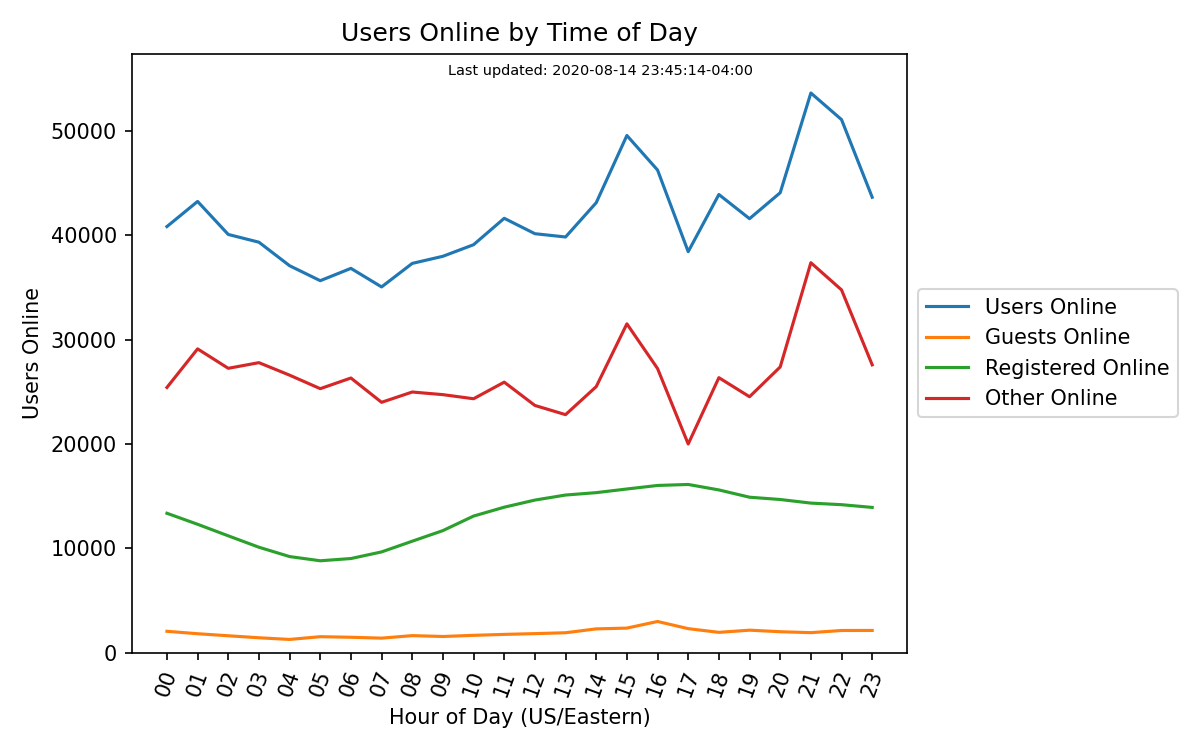 Users Online by Time of Day
Last updated: 2020-08-14 23:45:14-04:00
Users Online
50000
40000
30000
20000
10000
0
00 01 02 03 04 05 06 07 08 09 10 11 12 13 14 15 16 17 18 19 20 21 22 23
Hour of Day (US/Eastern)
Users Online
Guests Online
Registered Online
Other Online